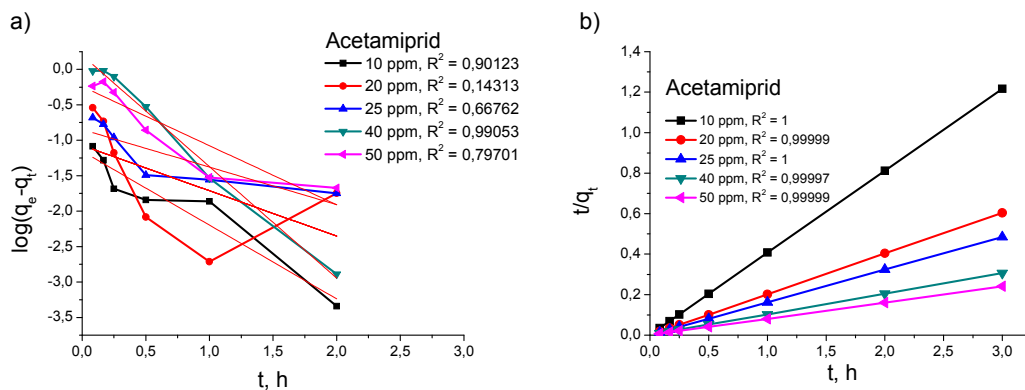 a)
Acetamiprid
10 ppm, R² = 0,90123
20 ppm, R² = 0,14313
25 ppm, R² = 0,66762
40 ppm, R² = 0,99053
50 ppm, R² = 0,79701
0,0
-0,5
-1,0
-1,5
-2,0
-2,5
-3,0
-3,5
log(qₑ-qₜ)
0,0 0,5 1,0 1,5 2,0 2,5 3,0
t, h
b)
Acetamiprid
10 ppm, R² = 1
20 ppm, R² = 0,99999
25 ppm, R² = 1
40 ppm, R² = 0,99997
50 ppm, R² = 0,99999
1,4
1,2
1,0
0,8
0,6
0,4
0,2
0,0
t/qₜ
0,0 0,5 1,0 1,5 2,0 2,5 3,0
t, h